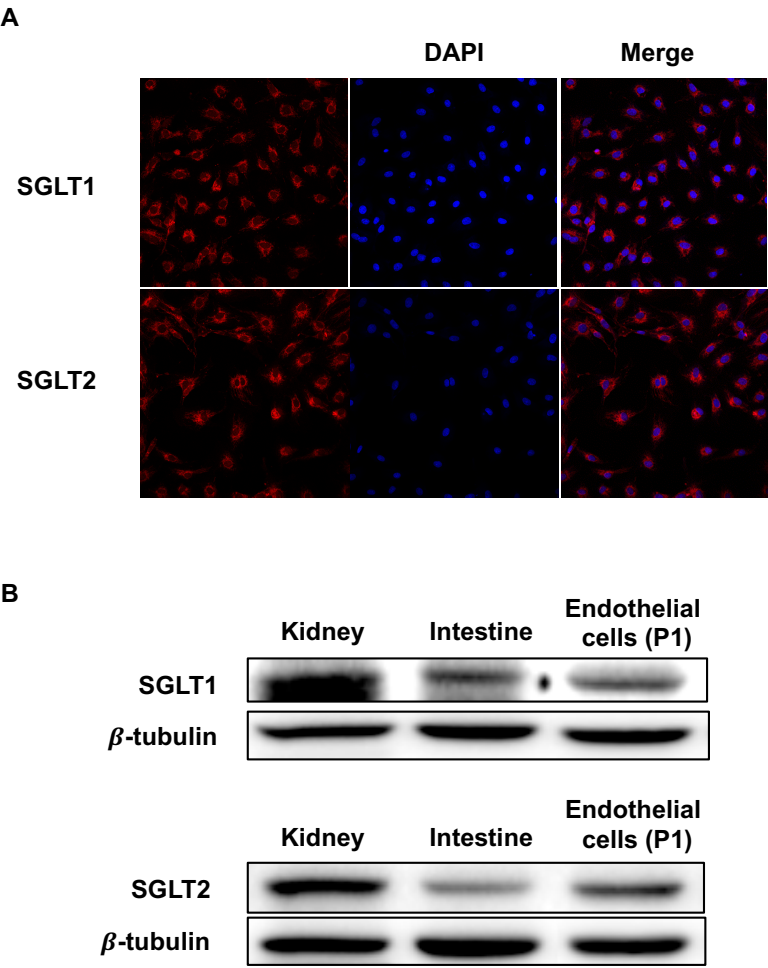 A
DAPI
Merge
SGLT1
SGLT2
B
Kidney
Intestine
Endothelial
cells (P1)
SGLT1
β-tubulin
Kidney
Intestine
Endothelial
cells (P1)
SGLT2
β-tubulin